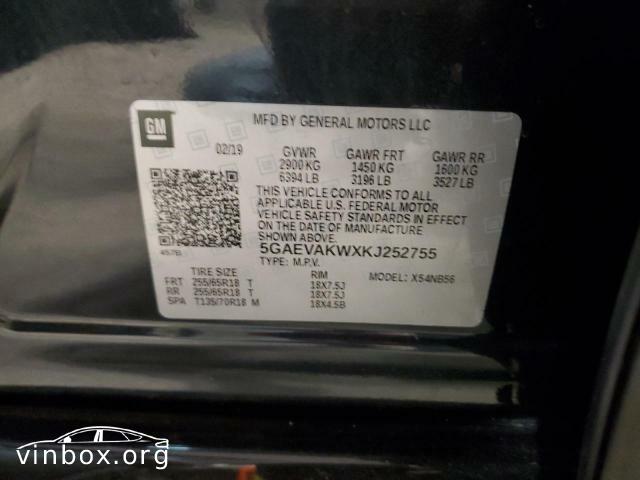 GM
MFD BY GENERAL MOTORS LLC
02/19 GVWR GAWR FRT GAWR RR
2900 KG 1450 KG 1600 KG
6394 LB 3196 LB 3527 LB
THIS VEHICLE CONFORMS TO ALL
APPLICABLE U.S. FEDERAL MOTOR
VEHICLE SAFETY STANDARDS IN EFFECT
ON THE DATE OF MANUFACTURE
SHOWN ABOVE.
457B
5GAEVAKWXKJ252755
TYPE: M.P.V. MODEL: X54NB56
TIRE SIZE RIM
FRT 255/65R18 T 18X7.5J
RR 255/65R18 T 18X7.5J
SPA T135/70R18 M 18X4.5B
vinbox.org